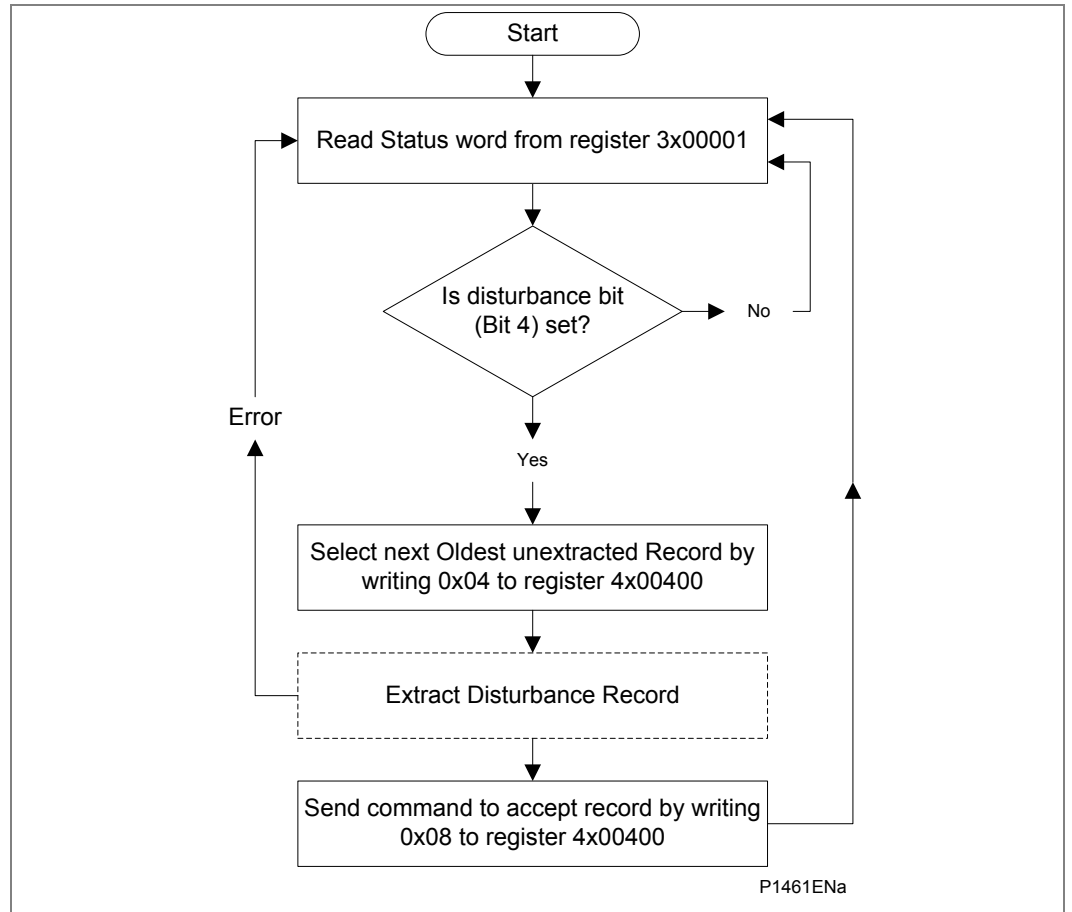 Start
Read Status word from register 3x00001
Is disturbance bit
(Bit 4) set?
No
Error
Yes
Select next Oldest unextracted Record by
writing 0x04 to register 4x00400
Extract Disturbance Record
Send command to accept record by writing
0x08 to register 4x00400
P1461ENa